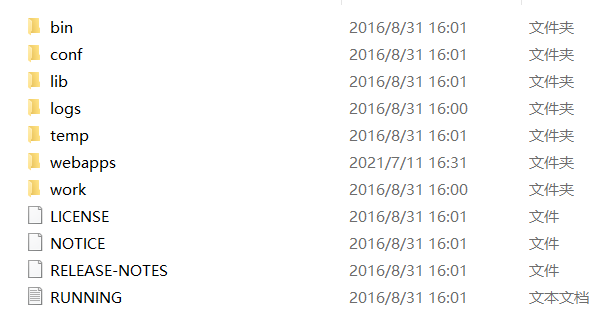 bin 2016/8/31 16:01 文件夹
conf 2016/8/31 16:01 文件夹
lib 2016/8/31 16:01 文件夹
logs 2016/8/31 16:00 文件夹
temp 2016/8/31 16:01 文件夹
webapps 2021/7/11 16:31 文件夹
work 2016/8/31 16:00 文件夹
LICENSE 2016/8/31 16:01 文件
NOTICE 2016/8/31 16:01 文件
RELEASE-NOTES 2016/8/31 16:01 文件
RUNNING 2016/8/31 16:01 文本文档